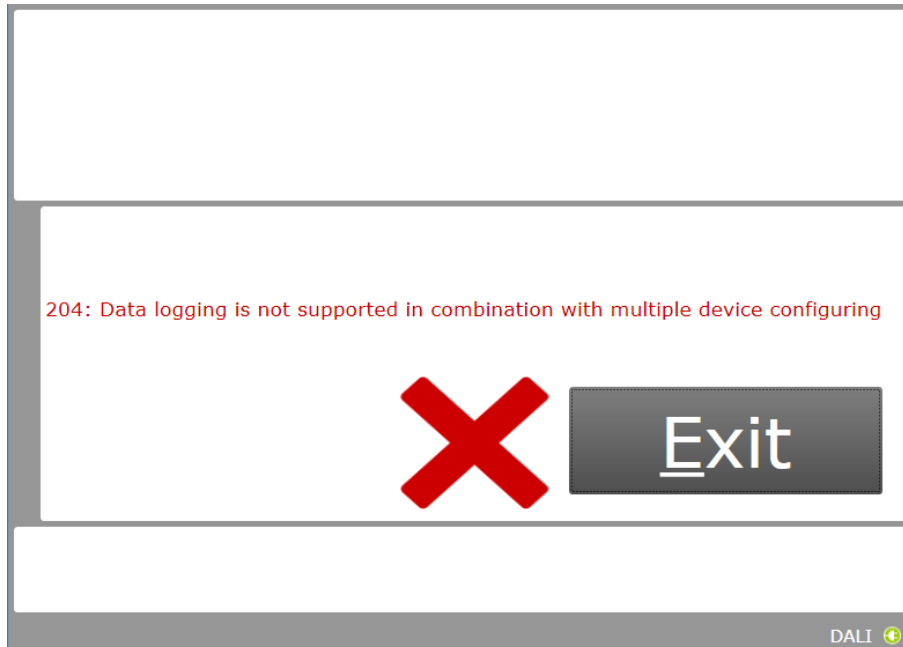 204: Data logging is not supported in combination with multiple device configuring
Exit
DALI